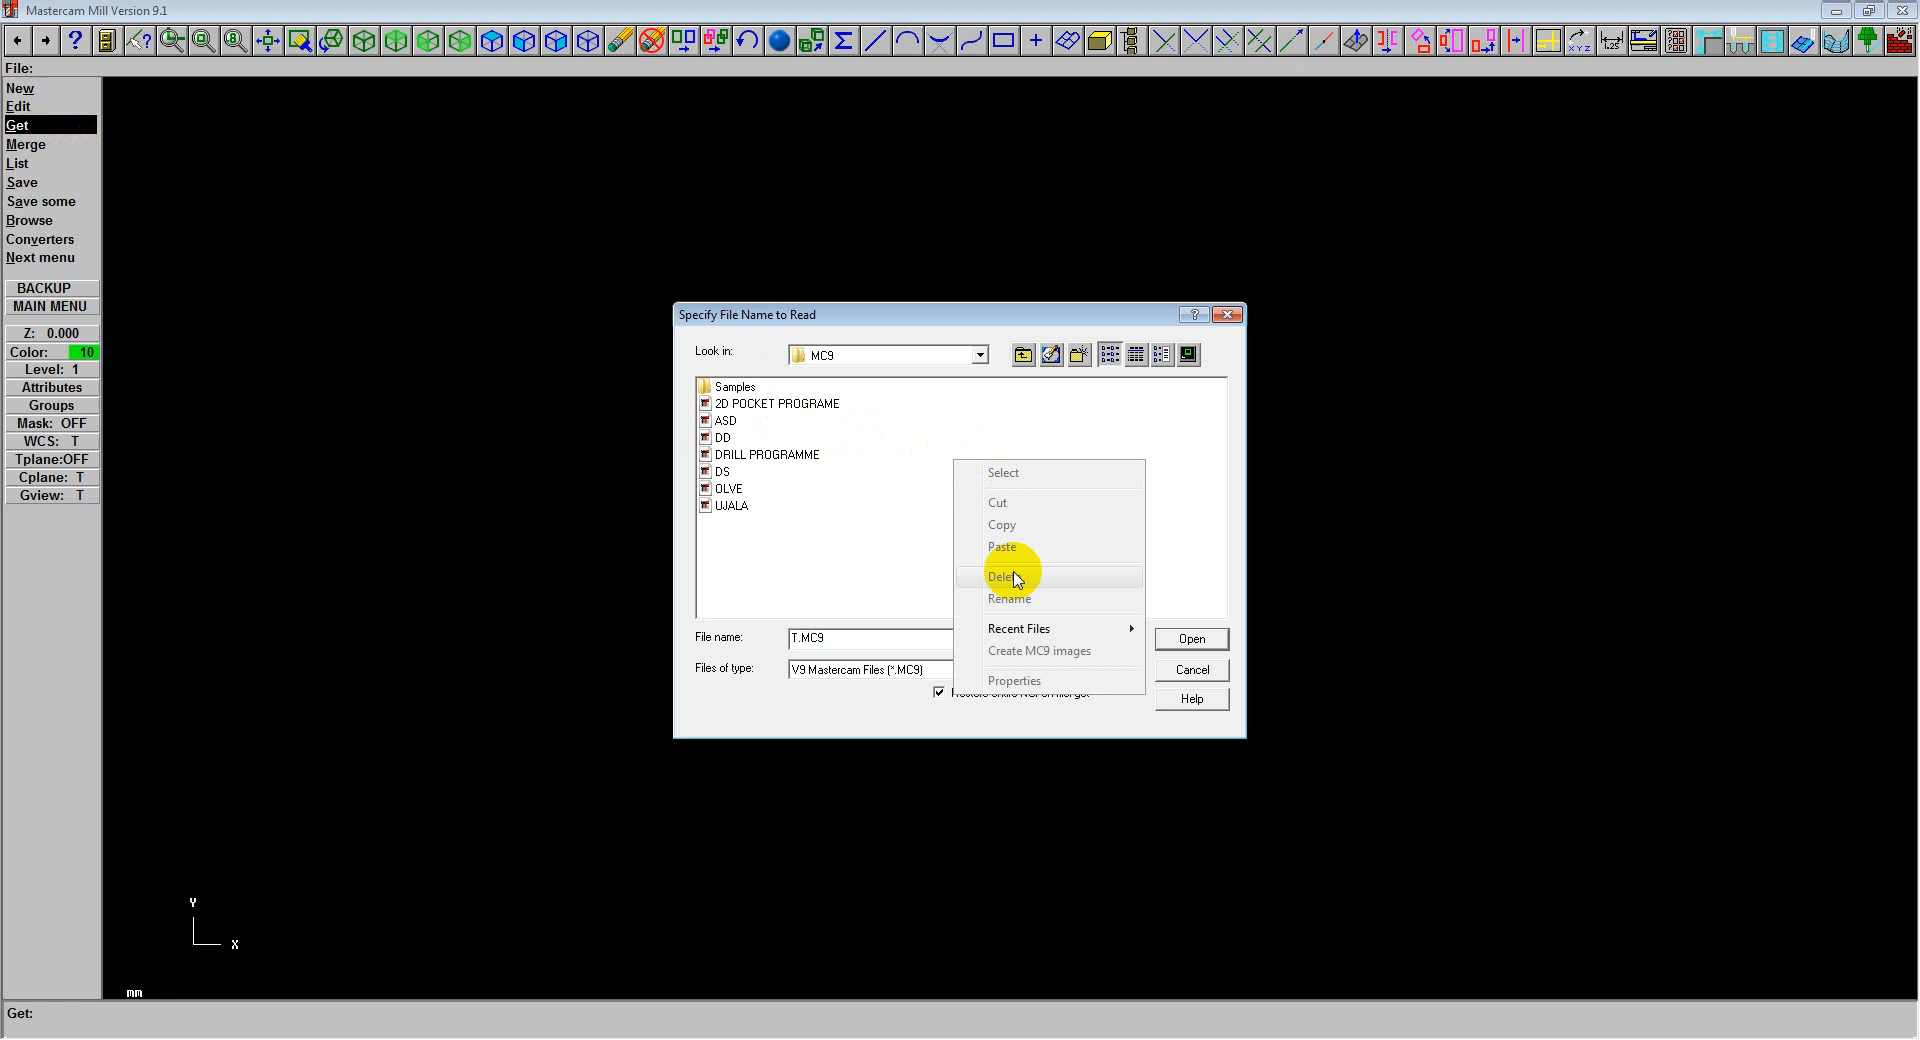 Mastercam Mill Version 9.1
File:
New
Edit
Get
Merge
List
Save
Save some
Browse
Converters
Next menu
BACKUP
MAIN MENU
Z: 0.000
Color: 10
Level: 1
Attributes
Groups
Mask: OFF
WCS: T
Tplane:OFF
Cplane: T
Gview: T
Specify File Name to Read
Look in:
MC9
Samples
2D POCKET PROGRAME
ASD
DD
DRILL PROGRAMME
DS
OLVE
UJALA
Select
Cut
Copy
Paste
Rename
Recent Files
Create MC9 images
Properties
File name:
T.MC9
Open
Files of type:
V9 Mastercam Files (*.MC9)
Cancel
Help
Y
X
mm
Get: